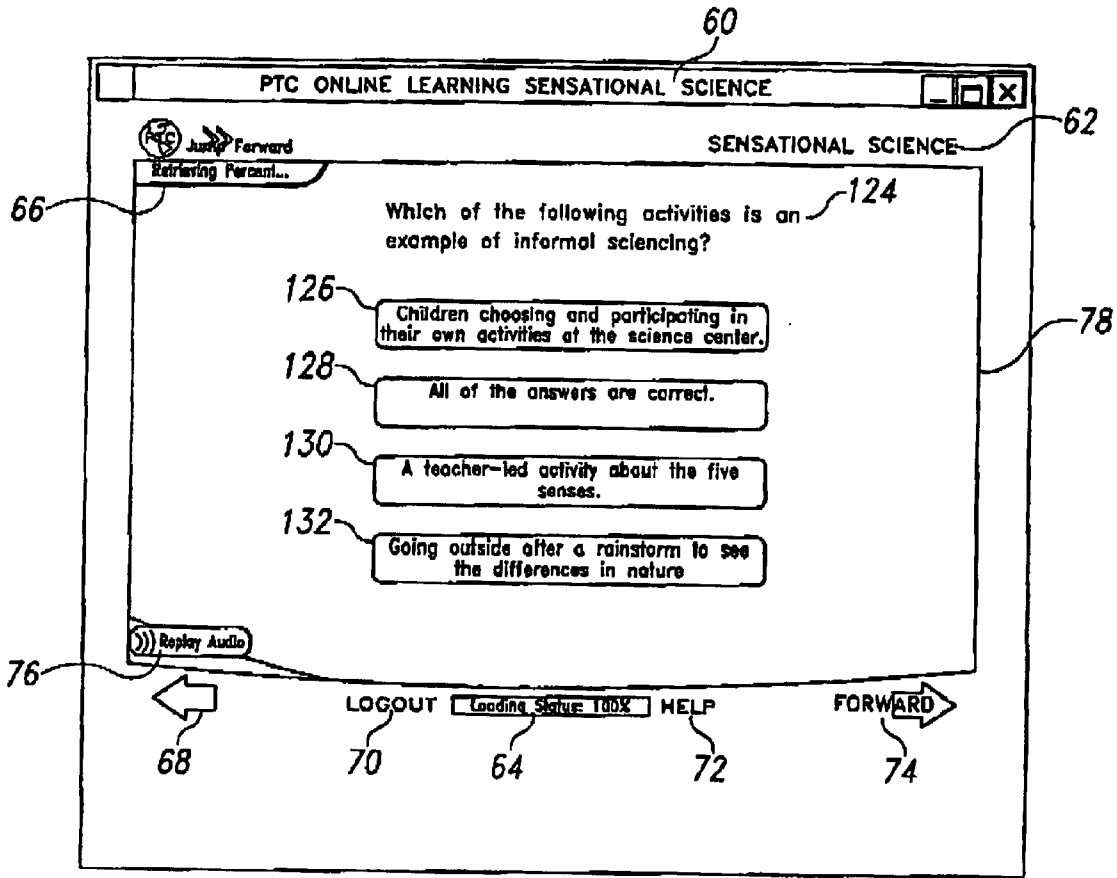 60
PTC ONLINE LEARNING SENSATIONAL SCIENCE
PTC Jump Forward
SENSATIONAL SCIENCE
62
Retrieving Percent...
66
Which of the following activities is an
example of informal sciencing?
124
126
Children choosing and participating in
their own activities at the science center.
78
128
All of the answers are correct.
130
A teacher-led activity about the five
senses.
132
Going outside after a rainstorm to see
the differences in nature
Replay Audio
76
LOGOUT Loading Status: 100% HELP FORWARD
68 70 64 72 74